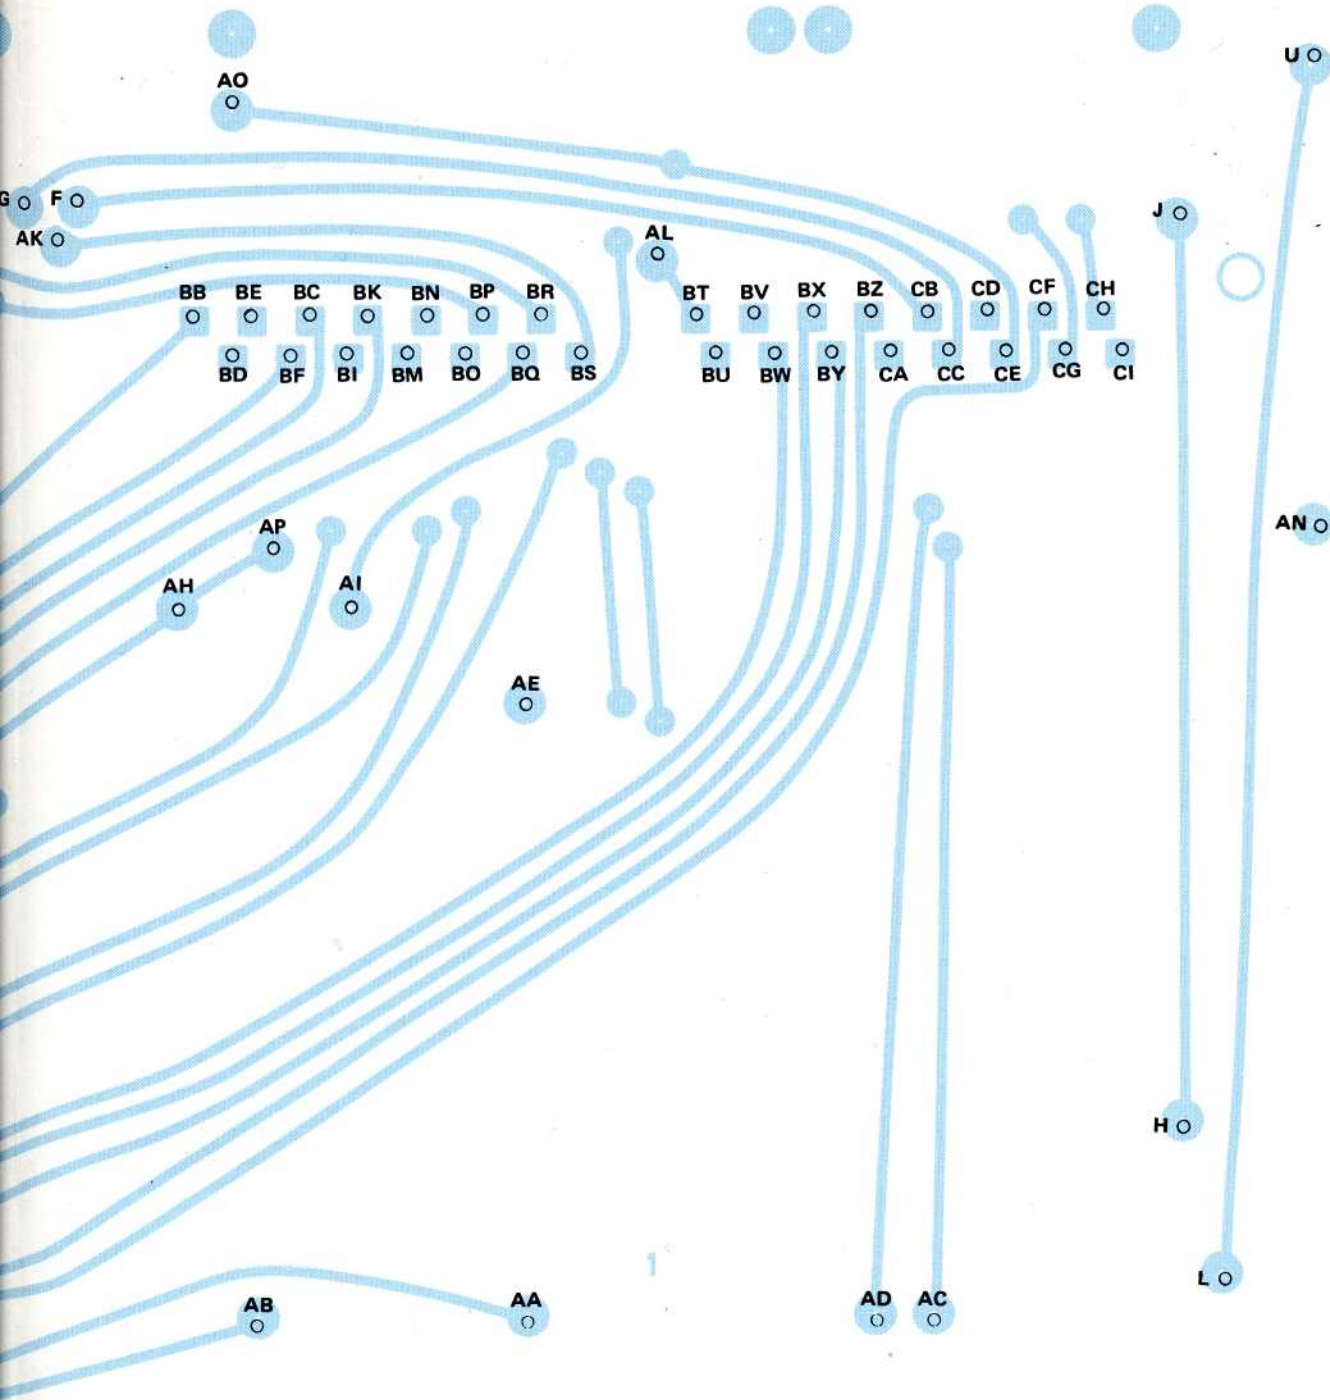 U
AO
G F
J
AK
AL
BB BE BC BK BN BP BR BT BV BX BZ CB CD CF CH
BD BF BI BM BO BQ BS BU BW BY CA CC CE CG CI
AN
AP
AH
AI
AE
H
1
L
AB AA AD AC